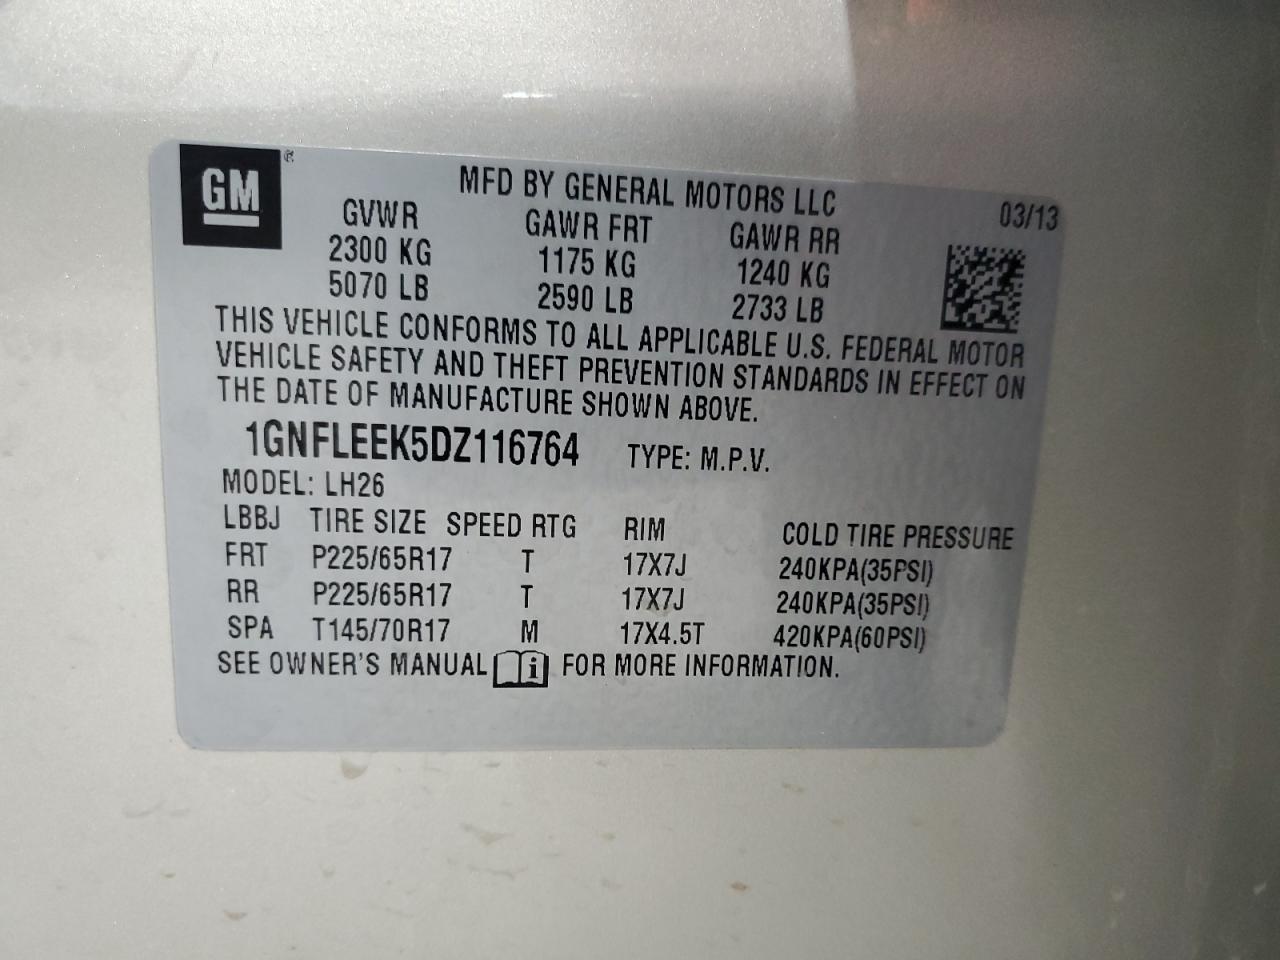 GM ®
MFD BY GENERAL MOTORS LLC 03/13
GVWR GAWR FRT GAWR RR
2300 KG 1175 KG 1240 KG
5070 LB 2590 LB 2733 LB
THIS VEHICLE CONFORMS TO ALL APPLICABLE U.S. FEDERAL MOTOR
VEHICLE SAFETY AND THEFT PREVENTION STANDARDS IN EFFECT ON
THE DATE OF MANUFACTURE SHOWN ABOVE.
1GNFLEEK5DZ116764 TYPE: M.P.V.
MODEL: LH26
LBBJ TIRE SIZE SPEED RTG RIM COLD TIRE PRESSURE
FRT P225/65R17 T 17X7J 240KPA(35PSI)
RR P225/65R17 T 17X7J 240KPA(35PSI)
SPA T145/70R17 M 17X4.5T 420KPA(60PSI)
SEE OWNER'S MANUAL i FOR MORE INFORMATION.